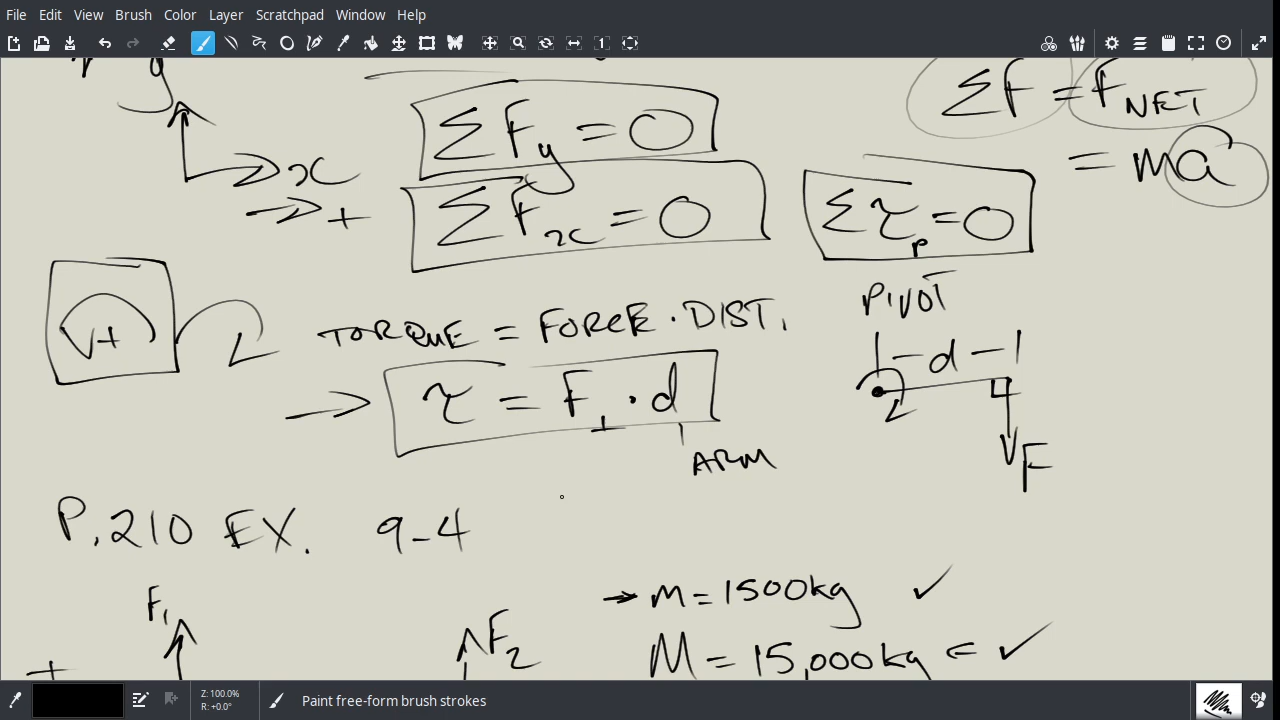 File Edit View Brush Color Layer Scratchpad Window Help
y
ΣF = F_NET
ΣF_y = 0
x
= ma
→ +
ΣF_x = 0
Στ_P = 0
+
PIVOT
TORQUE = FORCE · DIST.
d
τ = F_⊥ · d
ARM
F
P. 210 EX. 9-4
F₁
→ m = 1500kg ✓
F₂
+
M = 15,000kg ← ✓
Z: 100.0%
R: +0.0°
Paint free-form brush strokes